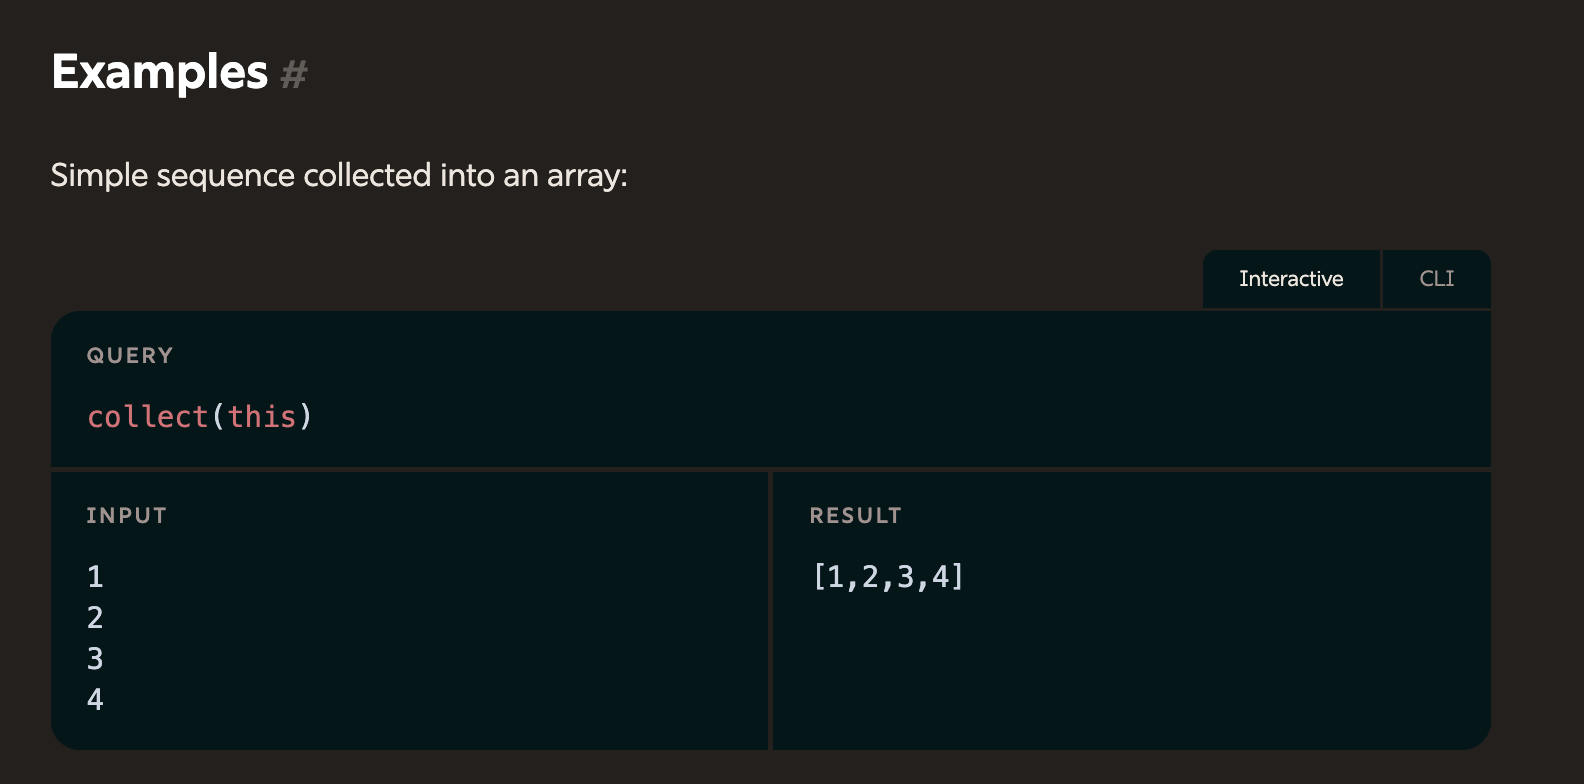 Examples #
Simple sequence collected into an array:
Interactive
CLI
QUERY
collect(this)
INPUT
1
2
3
4
RESULT
[1,2,3,4]